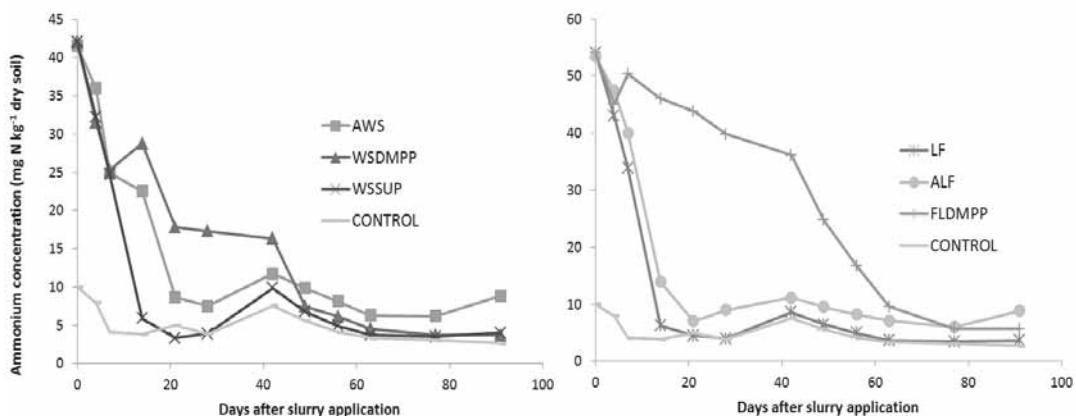 Ammonium concentration (mg N kg⁻¹ dry soil)
45
40
35
30
25
20
15
10
5
0
AWS
WSDMPP
WSSUP
CONTROL
0
20
40
60
80
100
Days after slurry application
60
50
40
30
20
10
0
LF
ALF
FLDMPP
CONTROL
0
20
40
60
80
100
Days after slurry application